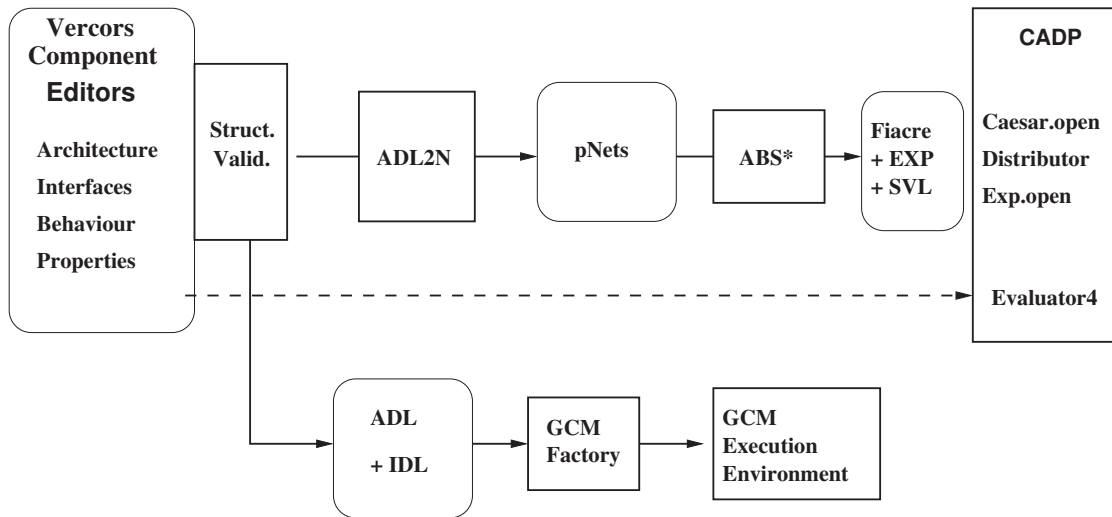 Vercors
Component
Editors
Architecture
Interfaces
Behaviour
Properties
Struct.
Valid.
ADL2N
pNets
ABS*
Fiacre
+ EXP
+ SVL
CADP
Caesar.open
Distributor
Exp.open
Evaluator4
ADL
+ IDL
GCM
Factory
GCM
Execution
Environment